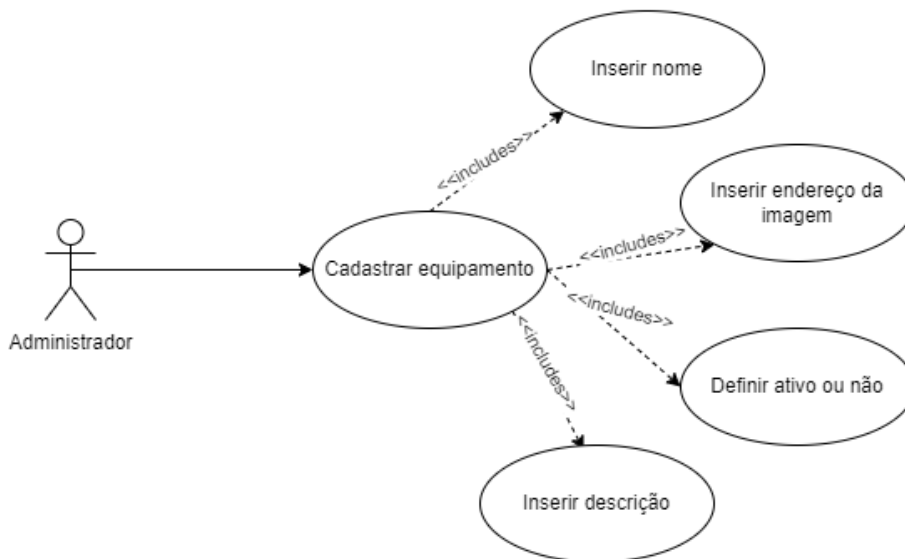 Inserir nome
<<includes>>
Inserir endereço da
imagem
<<includes>>
Cadastrar equipamento
<<includes>>
Administrador
<<includes>>
Definir ativo ou não
Inserir descrição